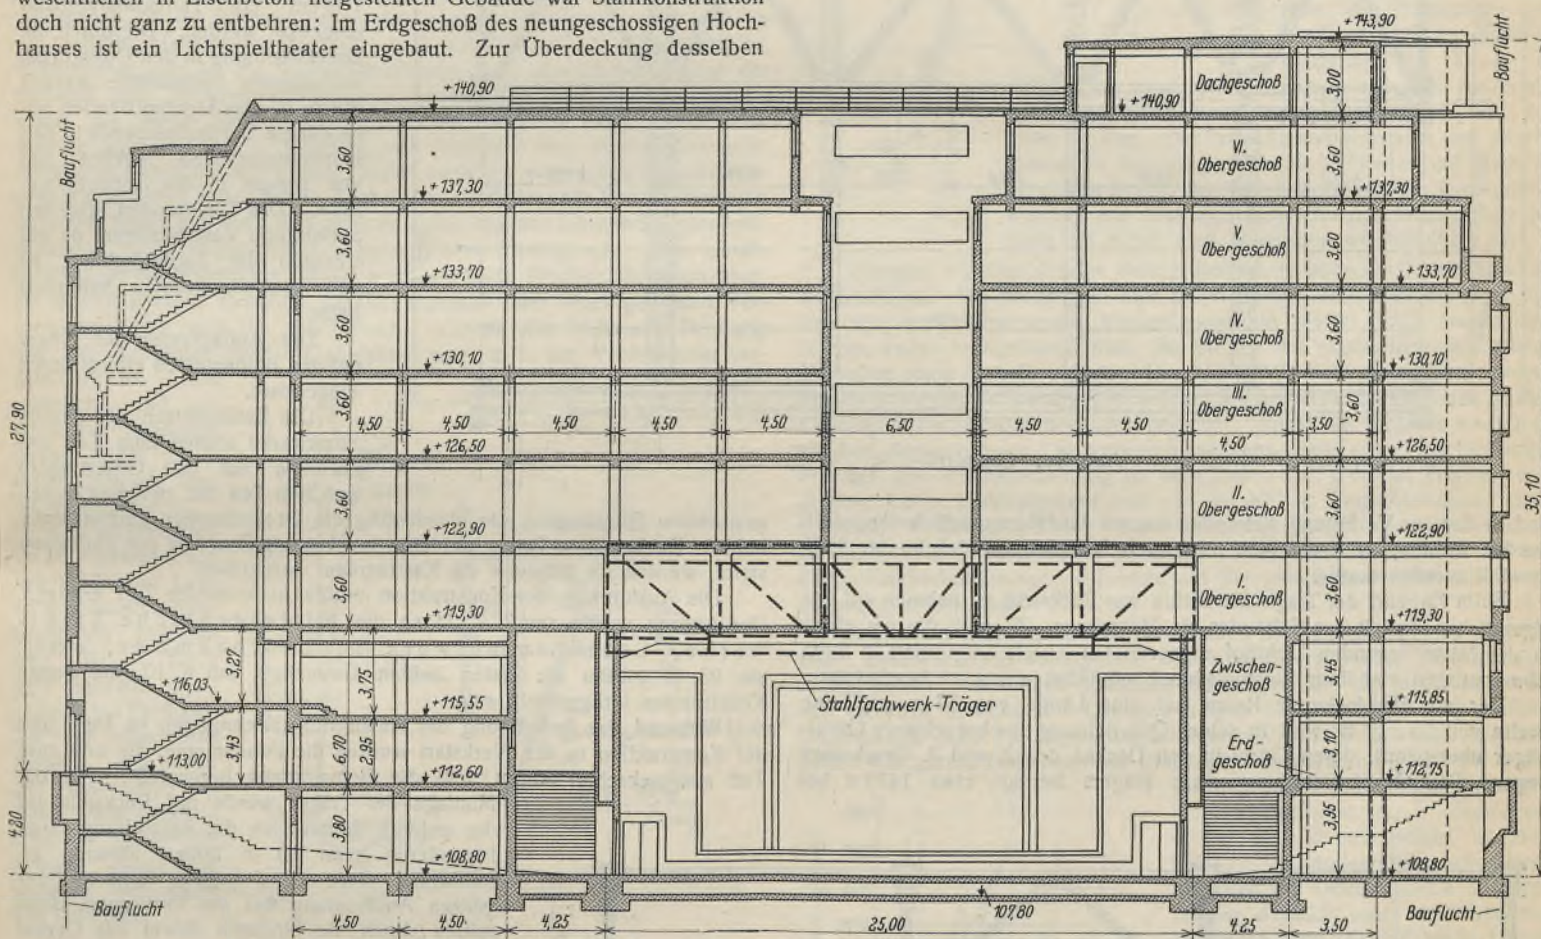 wesentlichen in Eisenbeton hergestellten Gebäude war Stahlkonstruktion
doch nicht ganz zu entbehren: Im Erdgeschoß des neungeschossigen Hoch-
hauses ist ein Lichtspieltheater eingebaut. Zur Überdeckung desselben
+143,90
Bauflucht
Dachgeschoß
3,00
+140,90
+140,90
Bauflucht
3,60
VI.
Obergeschoß
3,60
+137,30
+137,30
3,60
V.
Obergeschoß
3,60
+133,70
+133,70
3,60
IV.
Obergeschoß
3,60
+130,10
+130,10
27,90
3,60
III.
Obergeschoß
3,60
4,50
4,50
4,50
4,50
4,50
6,50
4,50
4,50
4,50
3,50
+126,50
+126,50
35,10
3,60
II.
Obergeschoß
3,60
+122,90
+122,90
3,60
I.
Obergeschoß
3,60
+119,30
+119,30
3,27
3,75
Zwischen-
geschoß
3,45
116,03
+115,55
+115,85
Stahlfachwerk-Träger
3,43
6,70
2,95
Erd-
geschoß
3,10
+113,00
+112,60
+112,75
4,80
3,80
3,95
+108,80
+108,80
107,80
Bauflucht
Bauflucht
4,50
4,50
4,25
25,00
4,25
3,50